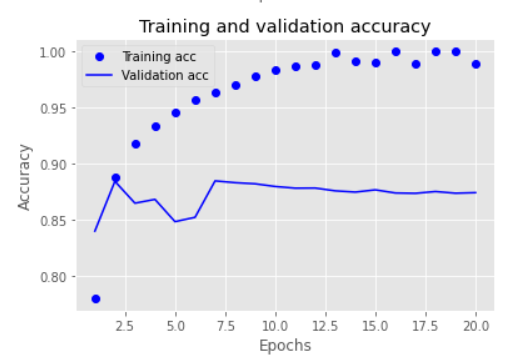 Training and validation accuracy
1.00
0.95
0.90
0.85
0.80
Accuracy
Training acc
Validation acc
2.5 5.0 7.5 10.0 12.5 15.0 17.5 20.0
Epochs